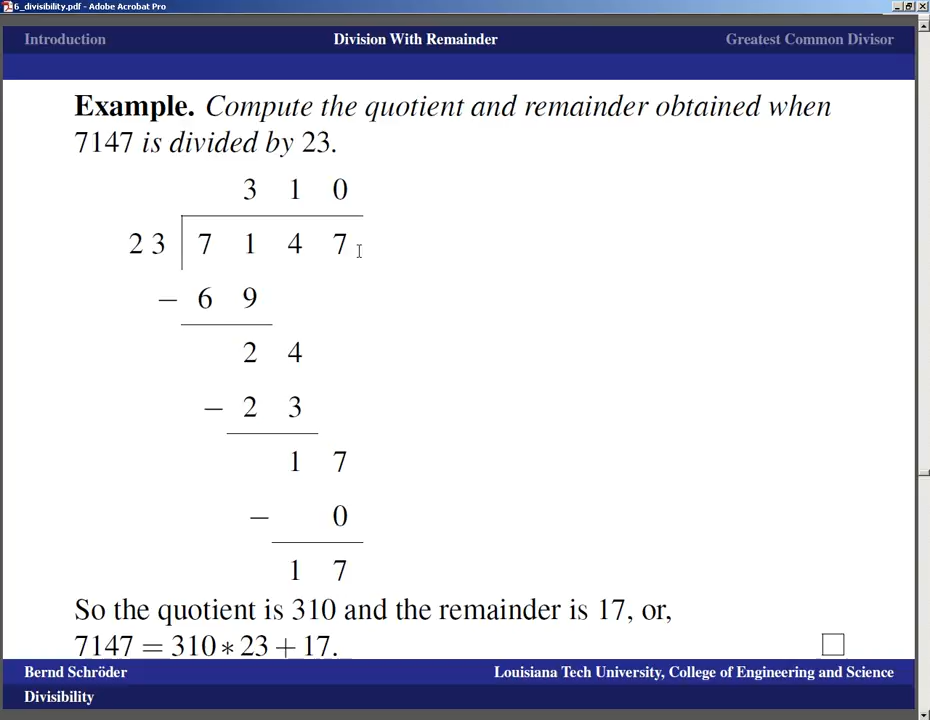 6_divisibility.pdf - Adobe Acrobat Pro
Introduction Division With Remainder Greatest Common Divisor
Example. Compute the quotient and remainder obtained when
7147 is divided by 23.
3 1 0
2 3 7 1 4 7
− 6 9
2 4
− 2 3
1 7
− 0
1 7
So the quotient is 310 and the remainder is 17, or,
7147 = 310 ∗ 23 + 17.
Bernd Schröder Louisiana Tech University, College of Engineering and Science
Divisibility